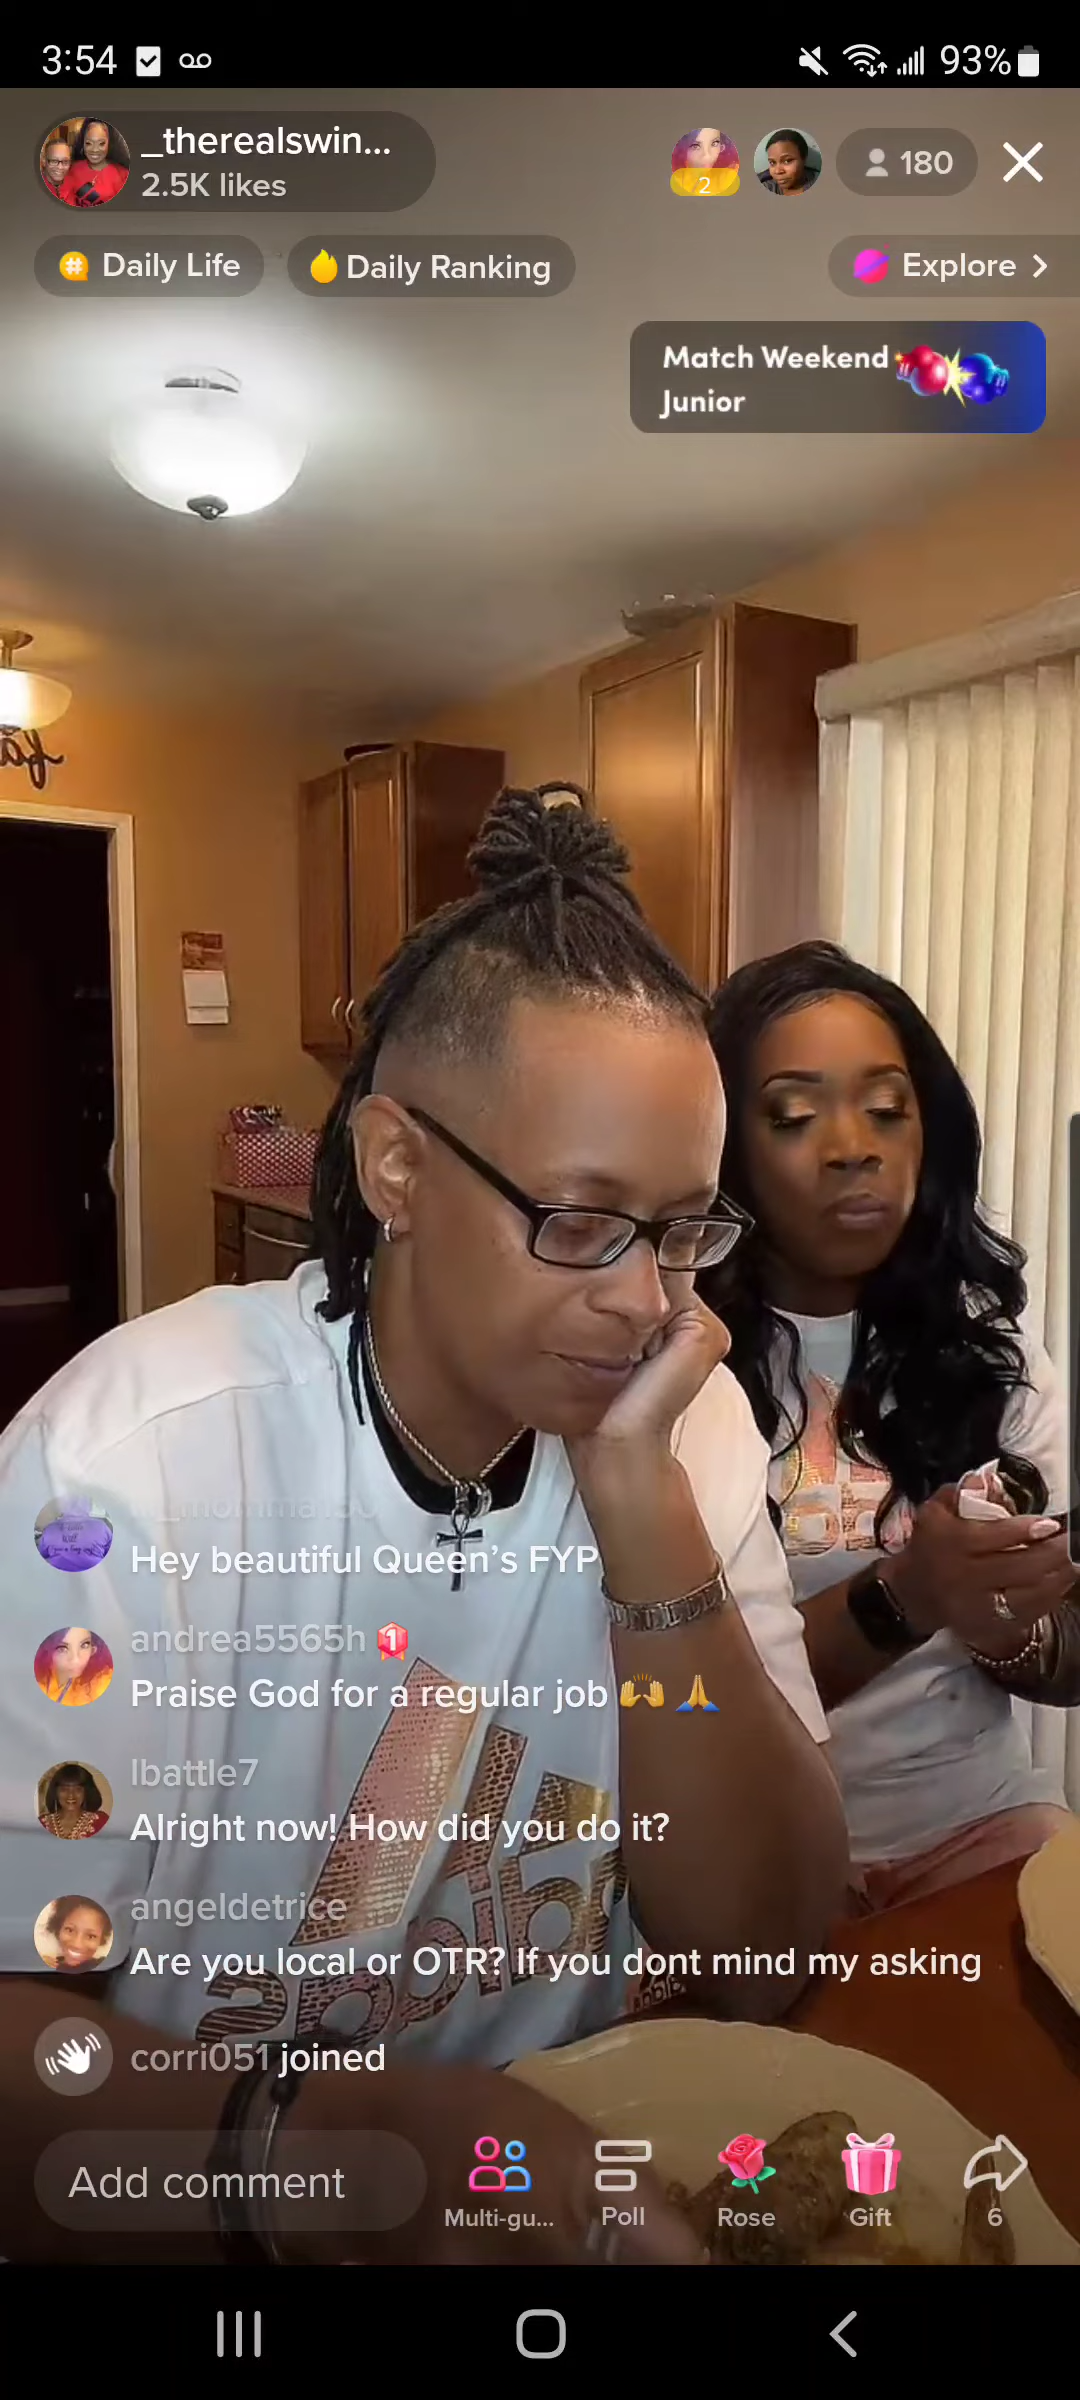 3:54
93%
_therealswin...
2.5K likes
2
180
Daily Life
Daily Ranking
Explore >
Match Weekend
Junior
Hey beautiful Queen’s FYP
andrea5565h 1
Praise God for a regular job 🙌 🙏
lbattle7
Alright now! How did you do it?
angeldetrice
Are you local or OTR? If you dont mind my asking
corri051 joined
Add comment
Multi-gu...
Poll
Rose
Gift
6
adidas